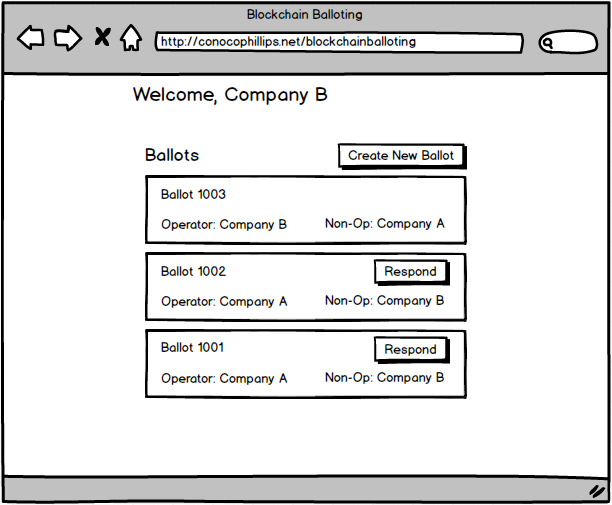 Blockchain Balloting
http://conocophillips.net/blockchainballoting
Welcome, Company B
Ballots
Create New Ballot
Ballot 1003
Operator: Company B Non-Op: Company A
Ballot 1002
Respond
Operator: Company A Non-Op: Company B
Ballot 1001
Respond
Operator: Company A Non-Op: Company B